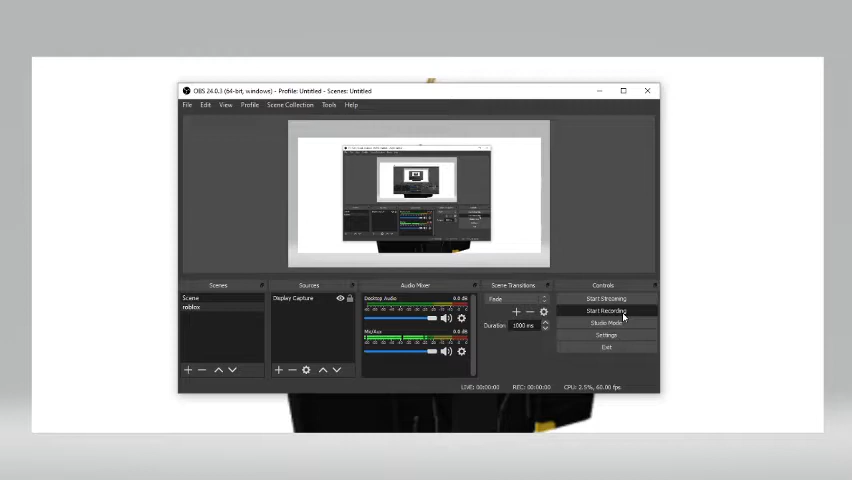 OBS 24.0.3 (64-bit, windows) - Profile: Untitled - Scenes: Untitled
File Edit View Profile Scene Collection Tools Help
Scenes Sources Audio Mixer Scene Transitions Controls
Scene
roblox
Display Capture
Desktop Audio 0.0 dB
Mic/Aux 0.0 dB
Fade
Duration 1000 ms
Start Streaming
Start Recording
Studio Mode
Settings
Exit
LIVE: 00:00:00 REC: 00:00:00 CPU: 2.5%, 60.00 fps